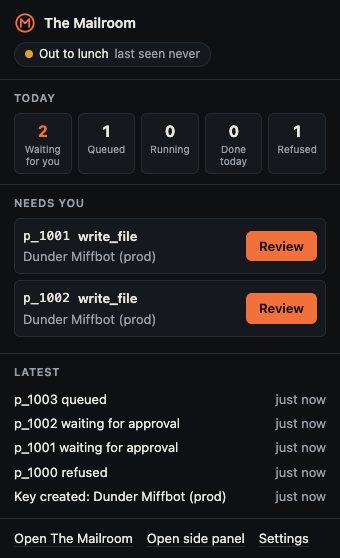 The Mailroom
Out to lunch last seen never
TODAY
2 1 0 0 1
Waiting for you Queued Running Done today Refused
NEEDS YOU
p_1001 write_file
Dunder Miffbot (prod)
Review
p_1002 write_file
Dunder Miffbot (prod)
Review
LATEST
p_1003 queued just now
p_1002 waiting for approval just now
p_1001 waiting for approval just now
p_1000 refused just now
Key created: Dunder Miffbot (prod) just now
Open The Mailroom Open side panel Settings